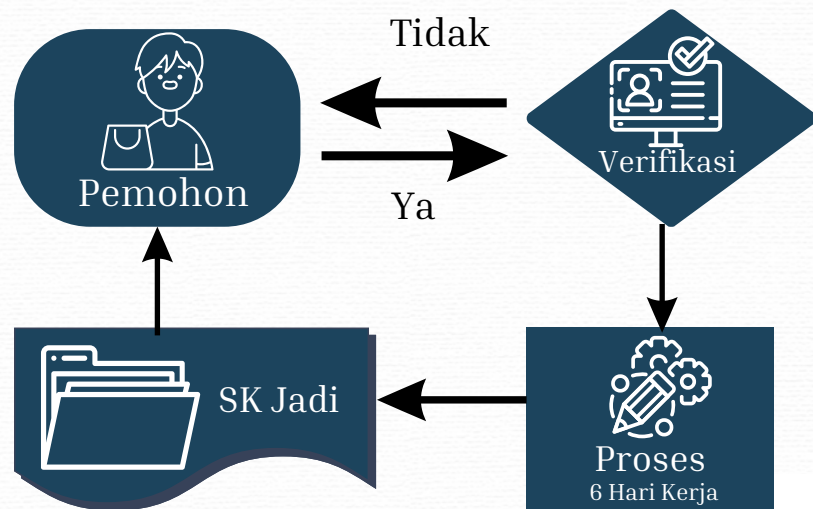 Tidak
Pemohon
Verifikasi
Ya
SK Jadi
Proses
6 Hari Kerja